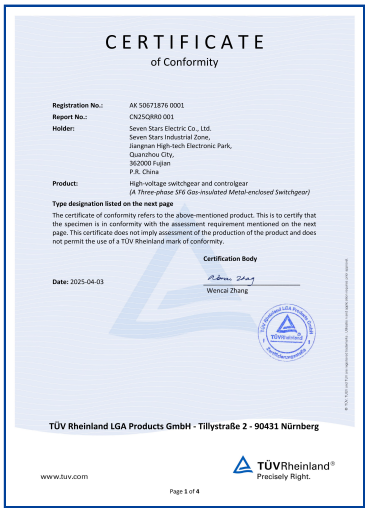 CERTIFICATE
of Conformity
Registration No.: AK 50671876 0001
Report No.: CN25QRR0 001
Holder: Seven Stars Electric Co., Ltd.
Seven Stars Industrial Zone,
Jiangnan High-tech Electronic Park,
Quanzhou City,
362000 Fujian
P.R. China
Product: High-voltage switchgear and controlgear
(A Three-phase SF6 Gas-insulated Metal-enclosed Switchgear)
Type designation listed on the next page
The certificate of conformity refers to the above-mentioned product. This is to certify that
the specimen is in conformity with the assessment requirement mentioned on the next
page. This certificate does not imply assessment of the production of the product and does
not permit the use of a TÜV Rheinland mark of conformity.
Certification Body
Date: 2025-04-03
Wencai Zhang
TÜV Rheinland LGA Products GmbH
TÜVRheinland
Zertifizierungsstelle
TÜV Rheinland LGA Products GmbH - Tillystraße 2 - 90431 Nürnberg
www.tuv.com
TÜVRheinland®
Precisely Right.
Page 1 of 4